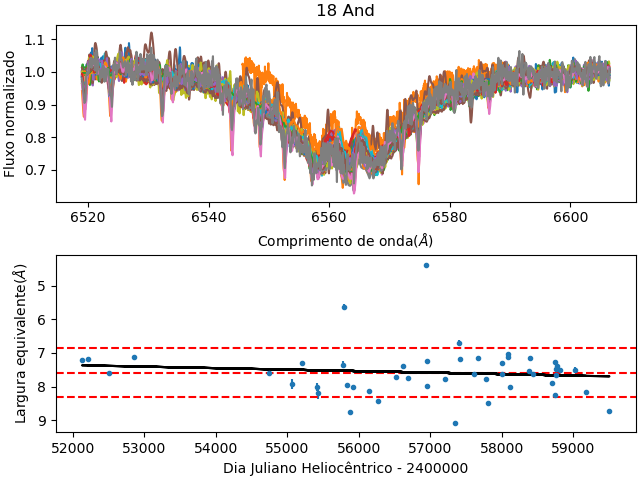 18 And
Fluxo normalizado
1.1
1.0
0.9
0.8
0.7
6520 6540 6560 6580 6600
Comprimento de onda(Å)
Largura equivalente(Å)
5
6
7
8
9
52000 53000 54000 55000 56000 57000 58000 59000
Dia Juliano Heliocêntrico - 2400000